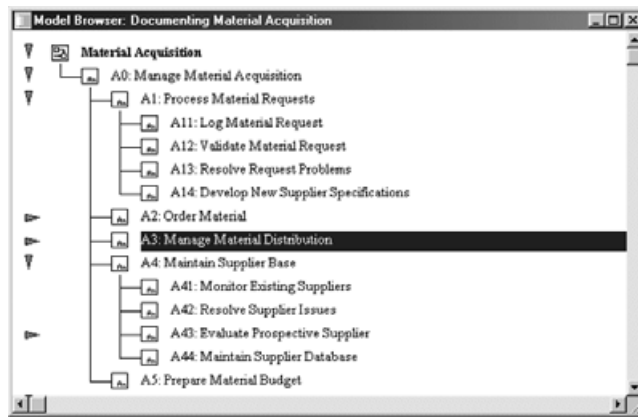 Model Browser: Documenting Material Acquisition
Material Acquisition
A0: Manage Material Acquisition
A1: Process Material Requests
A11: Log Material Request
A12: Validate Material Request
A13: Resolve Request Problems
A14: Develop New Supplier Specifications
A2: Order Material
A3: Manage Material Distribution
A4: Maintain Supplier Base
A41: Monitor Existing Suppliers
A42: Resolve Supplier Issues
A43: Evaluate Prospective Supplier
A44: Maintain Supplier Database
A5: Prepare Material Budget